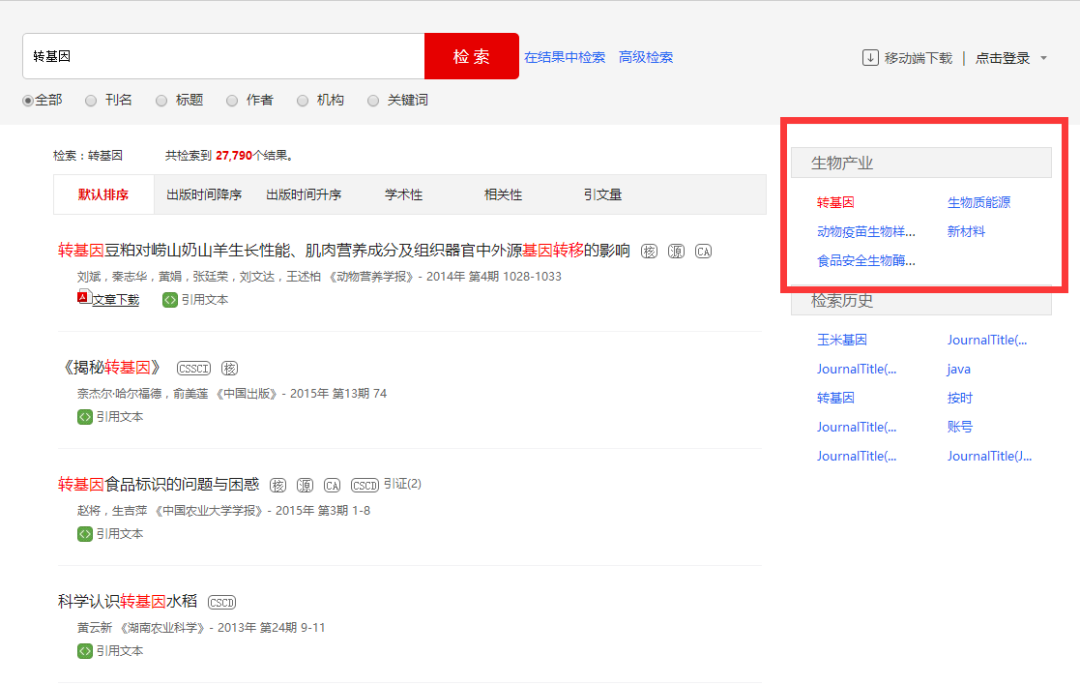 转基因
检 索
在结果中检索 高级检索
移动端下载 | 点击登录
全部 刊名 标题 作者 机构 关键词
检索：转基因 共检索到 27,790个结果。
默认排序 出版时间降序 出版时间升序 学术性 相关性 引文量
转基因豆粕对崂山奶山羊生长性能、肌肉营养成分及组织器官中外源基因转移的影响 核 源 CA
刘斌，秦志华，黄娟，张廷荣，刘文达，王述柏 《动物营养学报》- 2014年 第4期 1028-1033
文章下载 引用文本
《揭秘转基因》 CSSCI 核
奈杰尔·哈尔福德，俞美莲 《中国出版》- 2015年 第13期 74
引用文本
转基因食品标识的问题与困惑 核 源 CA CSCD 引证(2)
赵将，生吉萍 《中国农业大学学报》- 2015年 第3期 1-8
引用文本
科学认识转基因水稻 CSCD
黄云新 《湖南农业科学》- 2013年 第24期 9-11
引用文本
生物产业
转基因 生物质能源
动物疫苗生物样... 新材料
食品安全生物酶...
检索历史
玉米基因 JournalTitle(...
JournalTitle(... java
转基因 按时
JournalTitle(... 账号
JournalTitle(... JournalTitle(J...